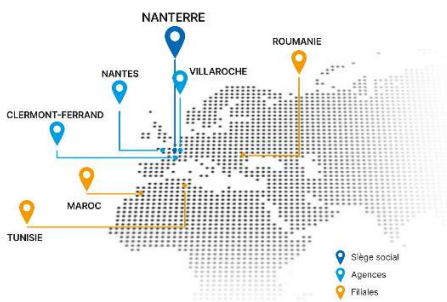 NANTERRE
ROUMANIE
NANTES
VILLAROCHE
CLERMONT-FERRAND
MAROC
TUNISIE
Siège social
Agences
Filiales